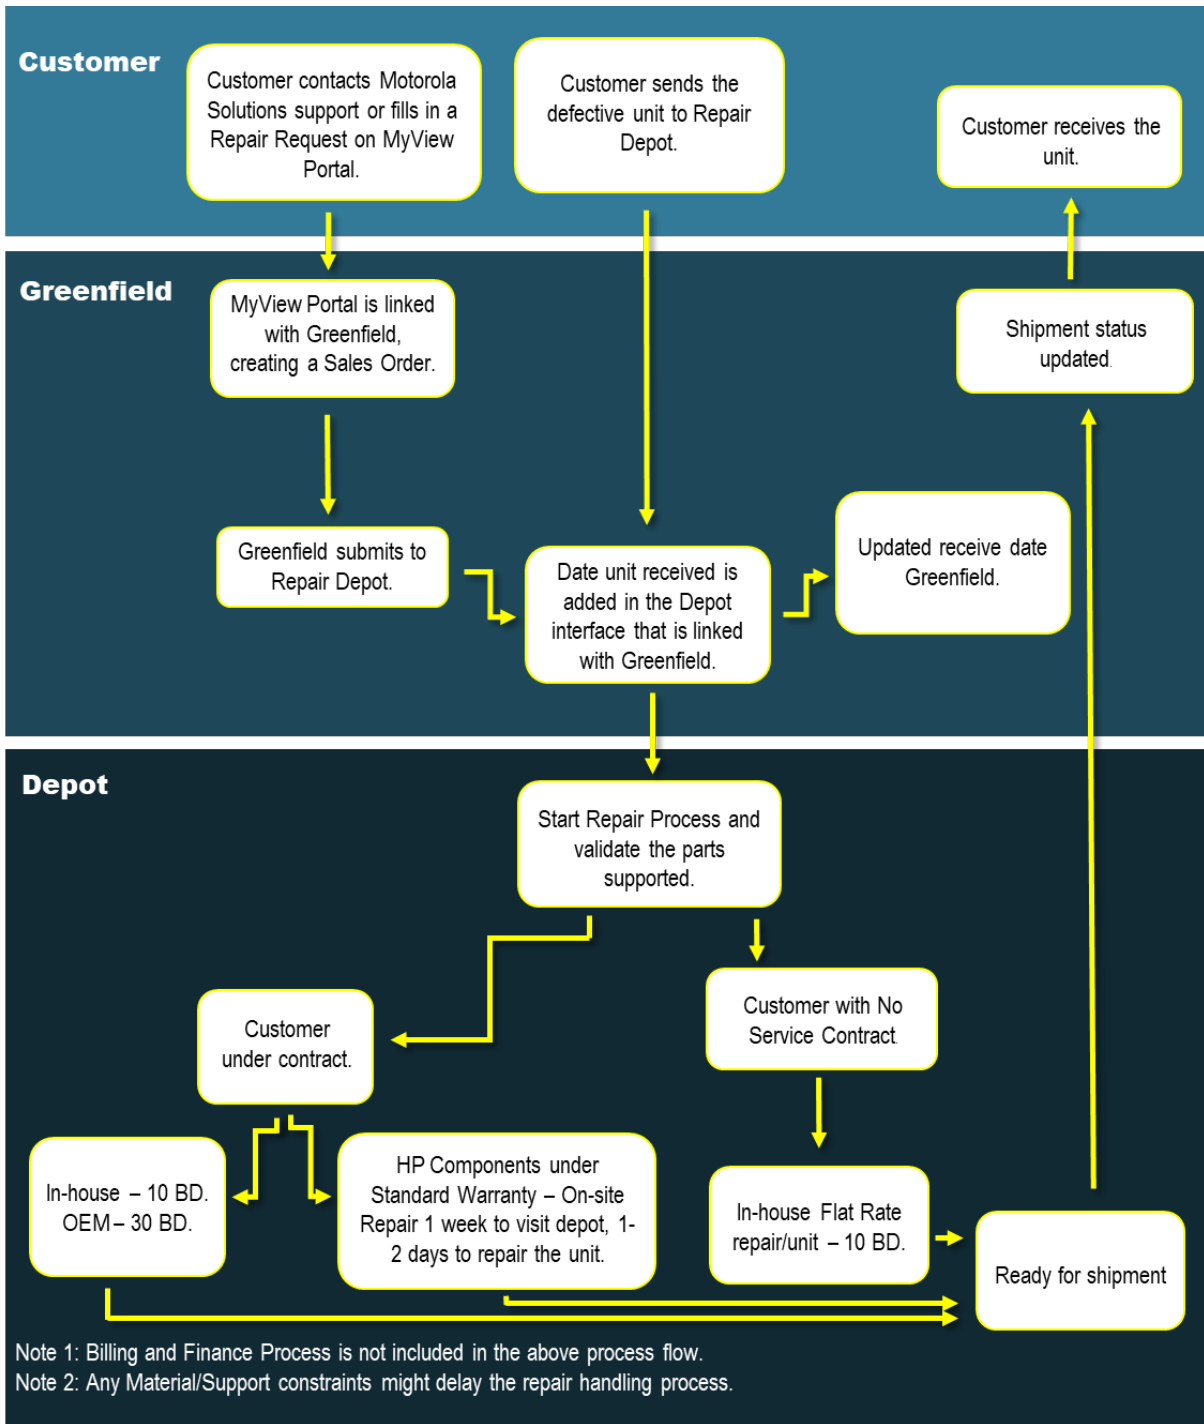 Customer
Customer contacts Motorola
Solutions support or fills in a
Repair Request on MyView
Portal.
Customer sends the
defective unit to Repair
Depot.
Customer receives the
unit.
Greenfield
MyView Portal is linked
with Greenfield,
creating a Sales Order.
Shipment status
updated.
Greenfield submits to
Repair Depot.
Date unit received is
added in the Depot
interface that is linked
with Greenfield.
Updated receive date
Greenfield.
Depot
Start Repair Process and
validate the parts
supported.
Customer
under contract.
Customer with No
Service Contract.
In-house – 10 BD.
OEM – 30 BD.
HP Components under
Standard Warranty – On-site
Repair 1 week to visit depot, 1-
2 days to repair the unit.
In-house Flat Rate
repair/unit – 10 BD.
Ready for shipment
Note 1: Billing and Finance Process is not included in the above process flow.
Note 2: Any Material/Support constraints might delay the repair handling process.